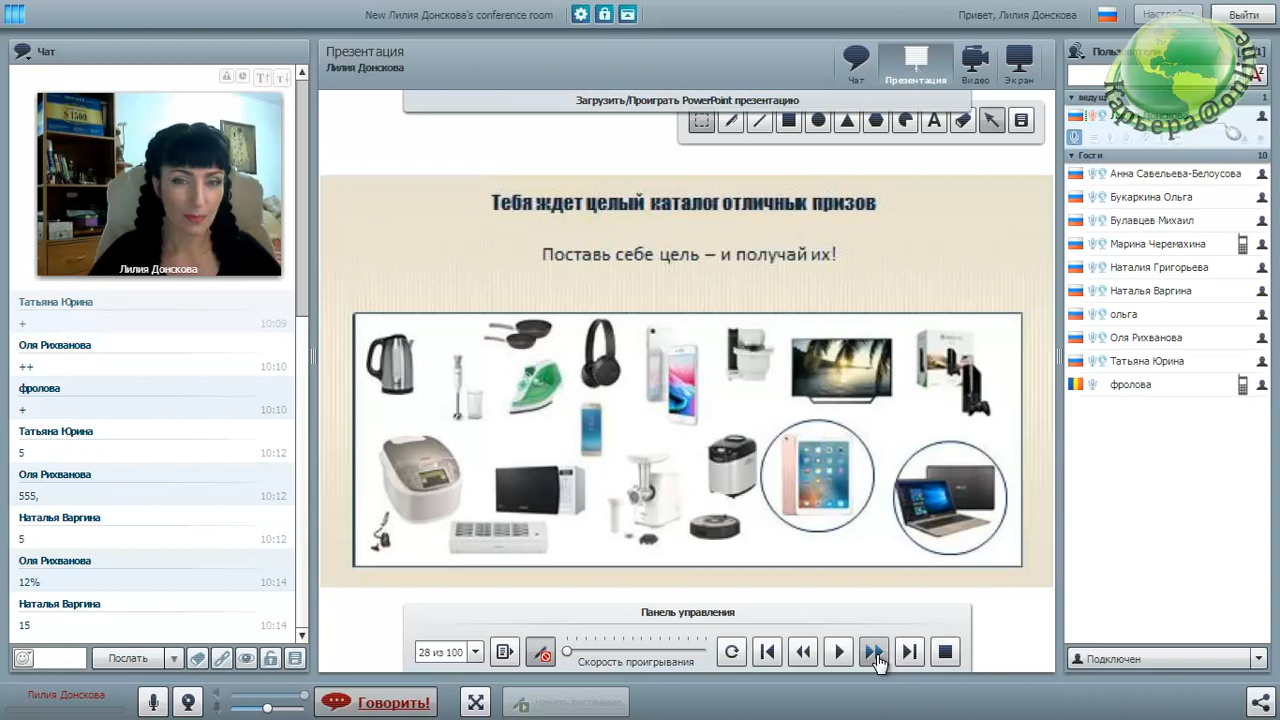 New Лилия Донскова's conference room
Привет, Лилия Донскова
Настройки
Выйти
Чат
Лилия Донскова
Татьяна Юрина
+ 10:09
Оля Рихванова
++ 10:10
фролова
+ 10:10
Татьяна Юрина
5 10:12
Оля Рихванова
555, 10:12
Наталья Варгина
5 10:12
Оля Рихванова
12% 10:14
Наталья Варгина
15 10:14
Послать
Презентация
Лилия Донскова
Чат
Презентация
Видео
Экран
Загрузить/Проиграть PowerPoint презентацию
Тебя ждет целый каталог отличных призов
Поставь себе цель – и получай их!
Панель управления
28 из 100
Скорость проигрывания
Карьера@online
Гости 10
Анна Савельева-Белоусова
Букаркина Ольга
Булавцев Михаил
Марина Черемахина
Наталия Григорьева
Наталья Варгина
ольга
Оля Рихванова
Татьяна Юрина
фролова
Подключен
Лилия Донскова
Говорить!